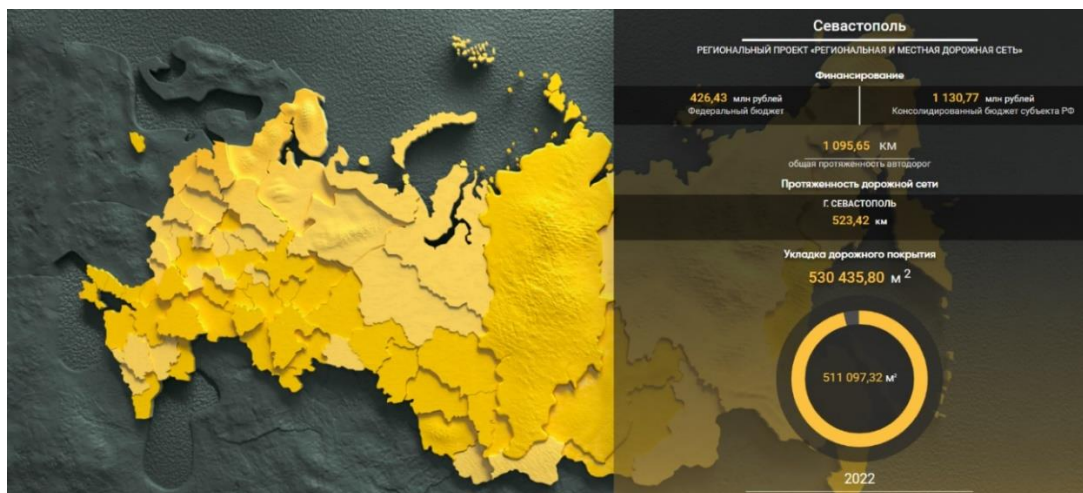 Севастополь
РЕГИОНАЛЬНЫЙ ПРОЕКТ «РЕГИОНАЛЬНАЯ И МЕСТНАЯ ДОРОЖНАЯ СЕТЬ»
Финансирование
426,43 млн рублей
Федеральный бюджет
1 130,77 млн рублей
Консолидированный бюджет субъекта РФ
1 095,65 КМ
общая протяженность автодорог
Протяженность дорожной сети
Г. СЕВАСТОПОЛЬ
523,42 км
Укладка дорожного покрытия
530 435,80 м 2
511 097,32 м²
2022